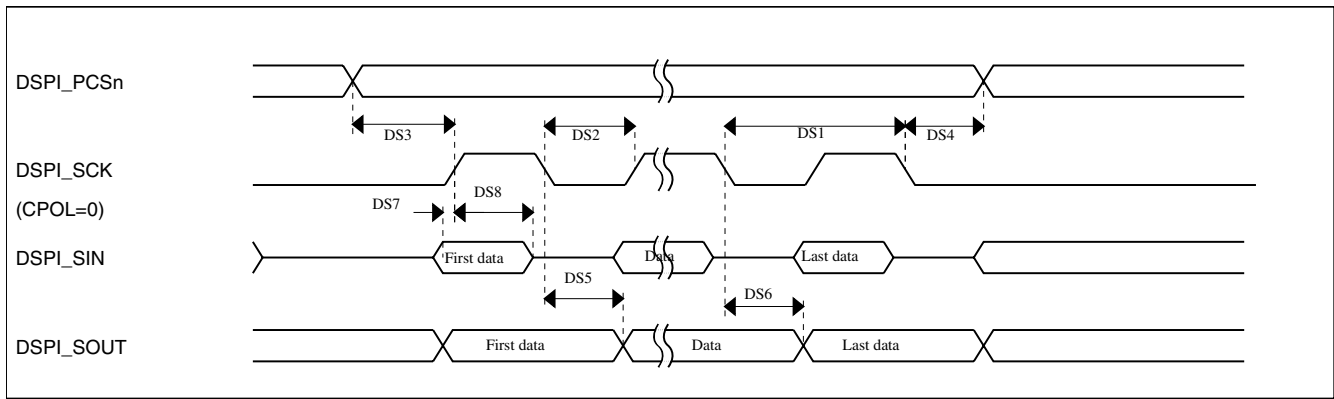 DSPI_PCSn
DS3
DS2
DS1
DS4
DSPI_SCK
(CPOL=0)
DS7
DS8
DSPI_SIN
First data
Data
Last data
DS5
DS6
DSPI_SOUT
First data
Data
Last data